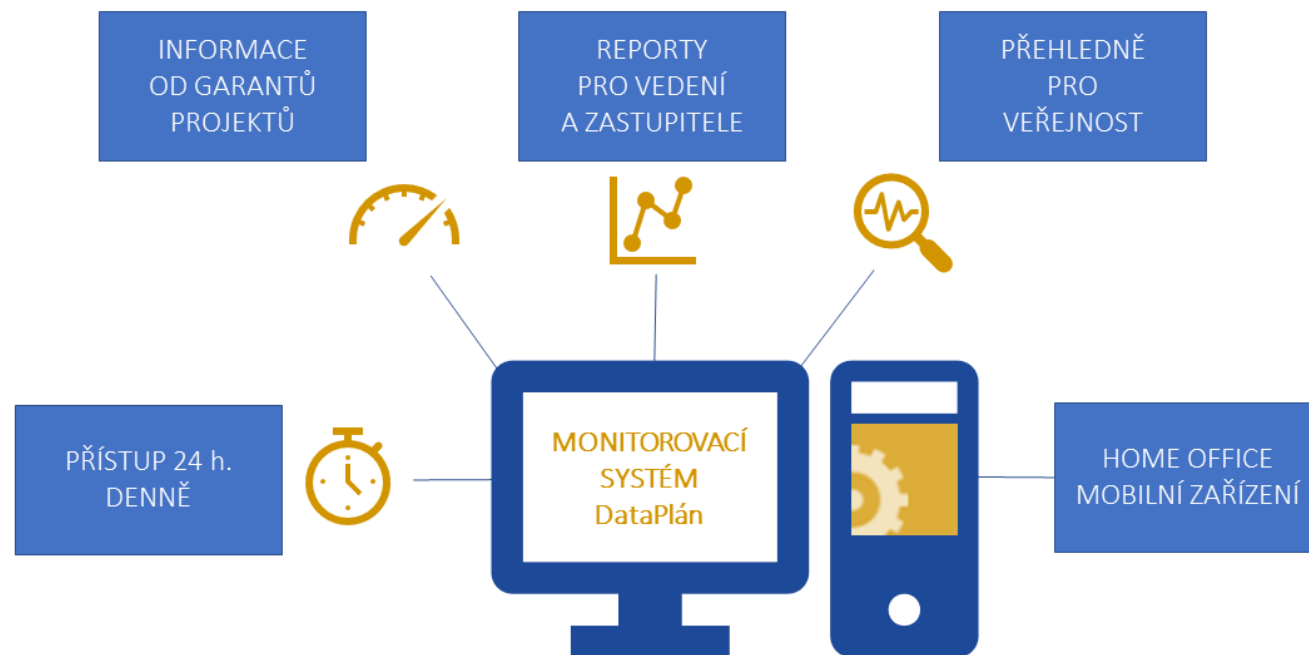 INFORMACE
OD GARANTŮ
PROJEKTŮ
REPORTY
PRO VEDENÍ
A ZASTUPITELE
PŘEHLEDNĚ
PRO
VEŘEJNOST
PŘÍSTUP 24 h.
DENNĚ
MONITOROVACÍ
SYSTÉM
DataPlán
HOME OFFICE
MOBILNÍ ZAŘÍZENÍ